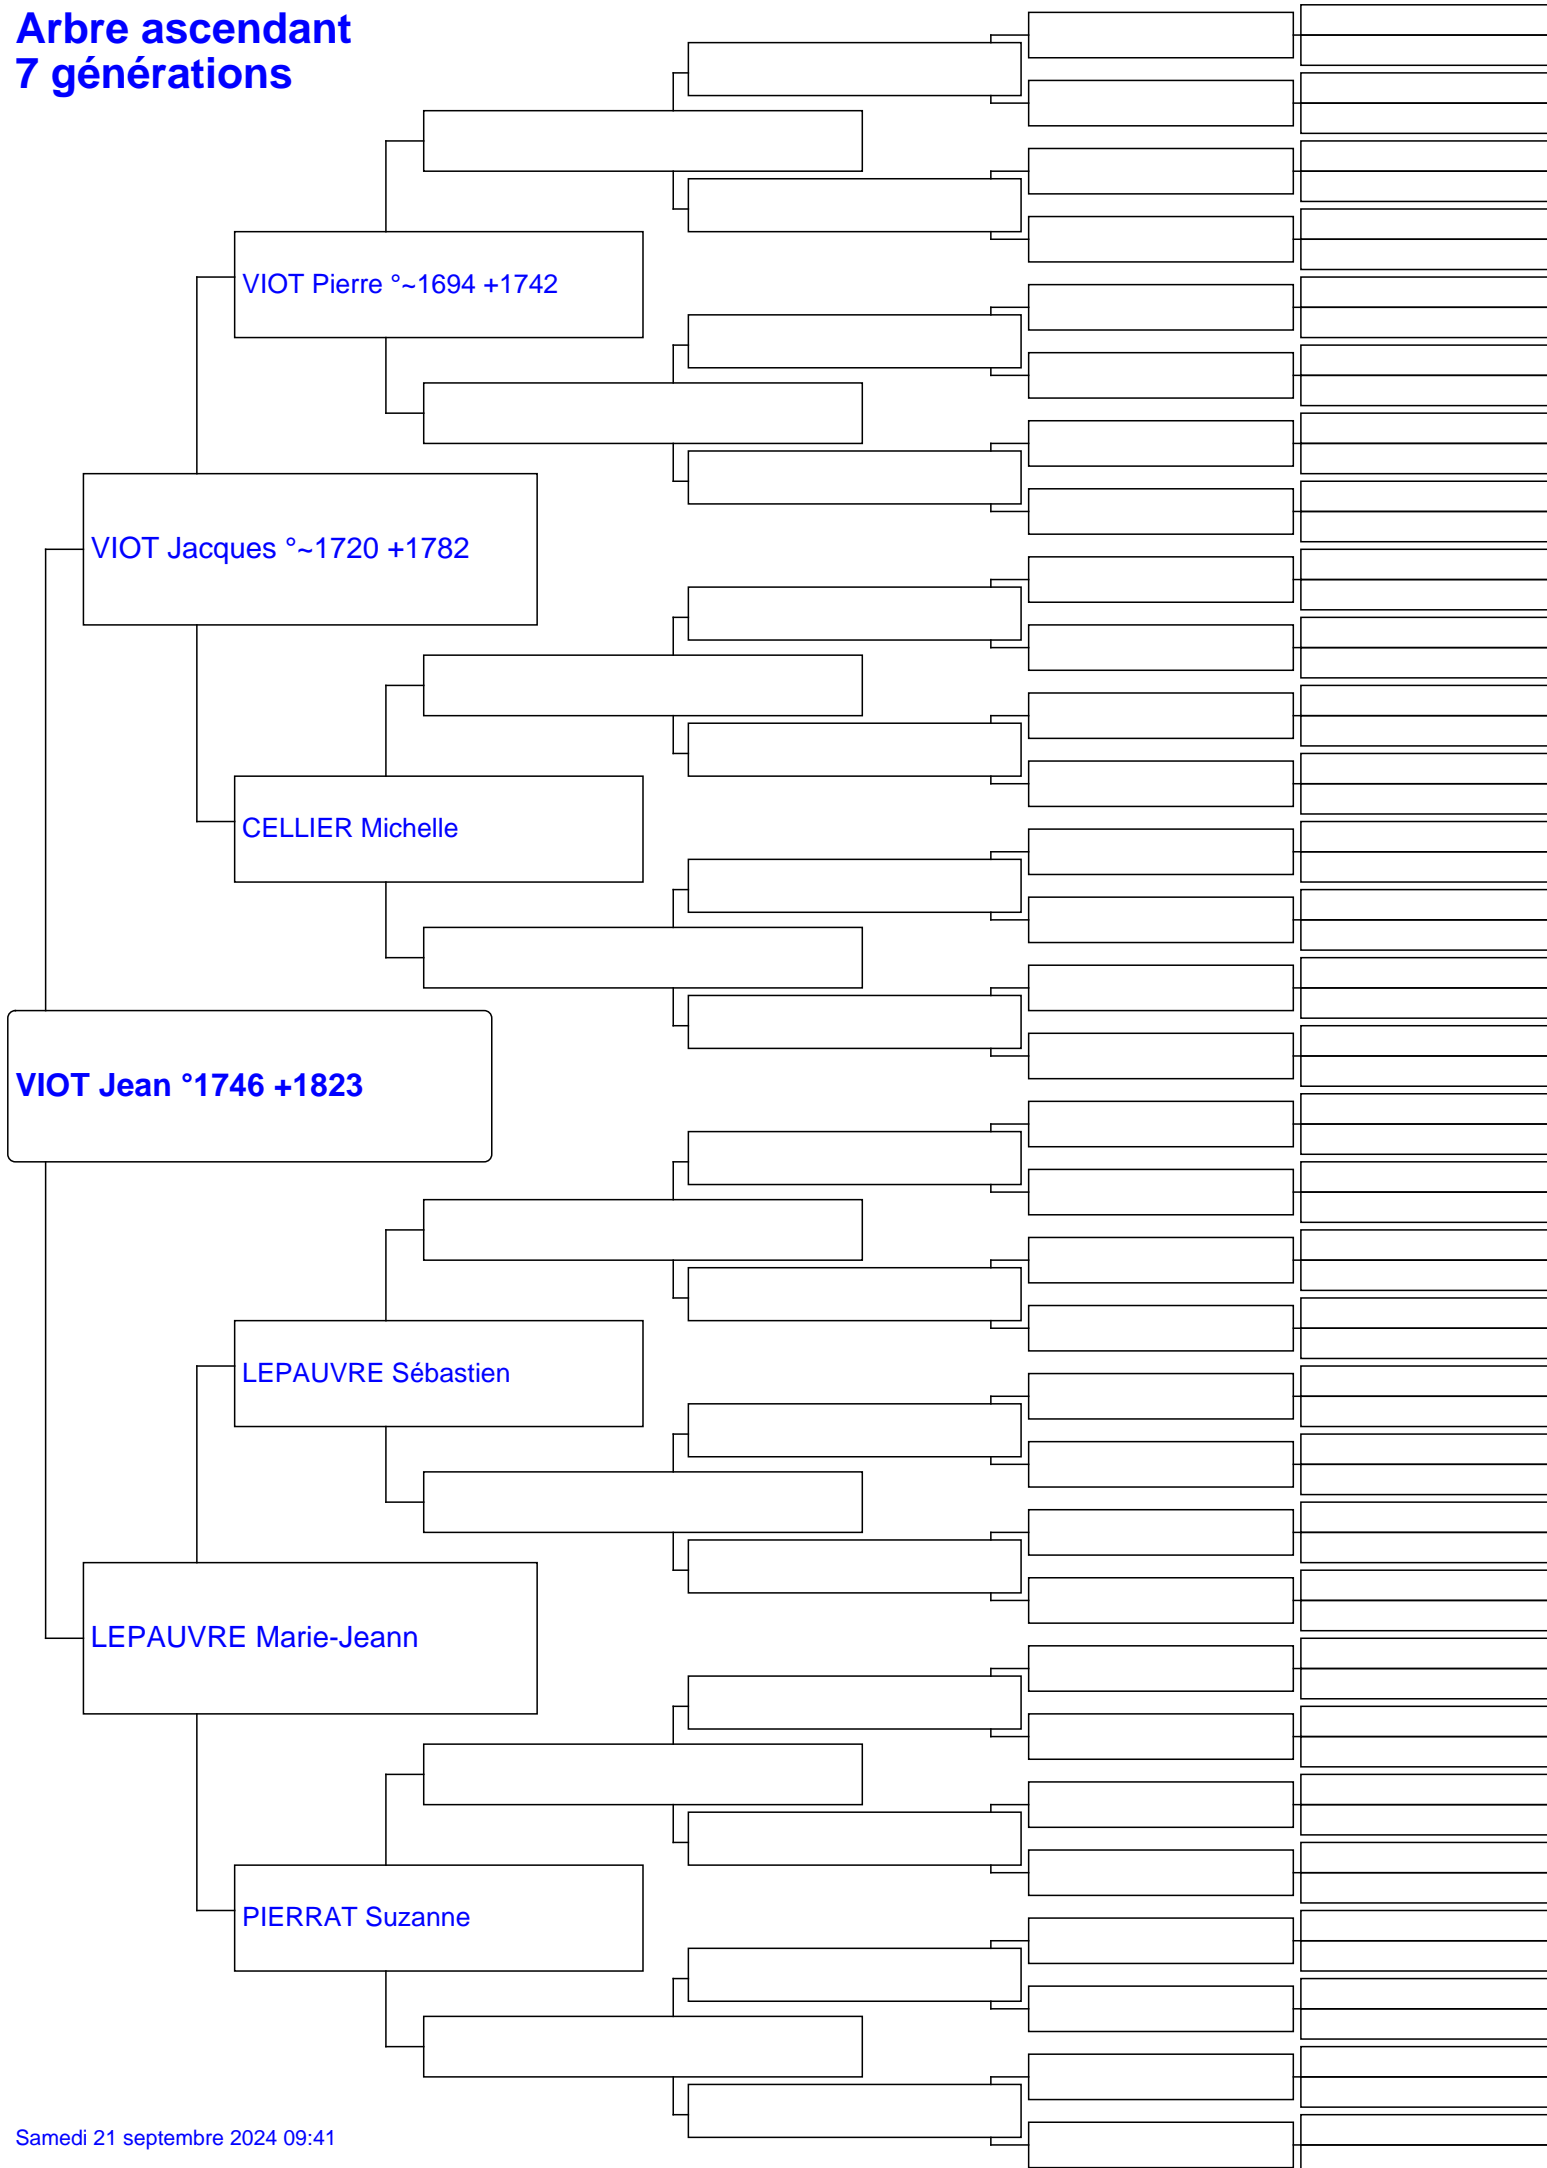 Arbre ascendant
7 générations
VIOT Pierre °~1694 +1742
VIOT Jacques °~1720 +1782
CELLIER Michelle
VIOT Jean °1746 +1823
LEPAUVRE Sébastien
LEPAUVRE Marie-Jeann
PIERRAT Suzanne
Samedi 21 septembre 2024 09:41